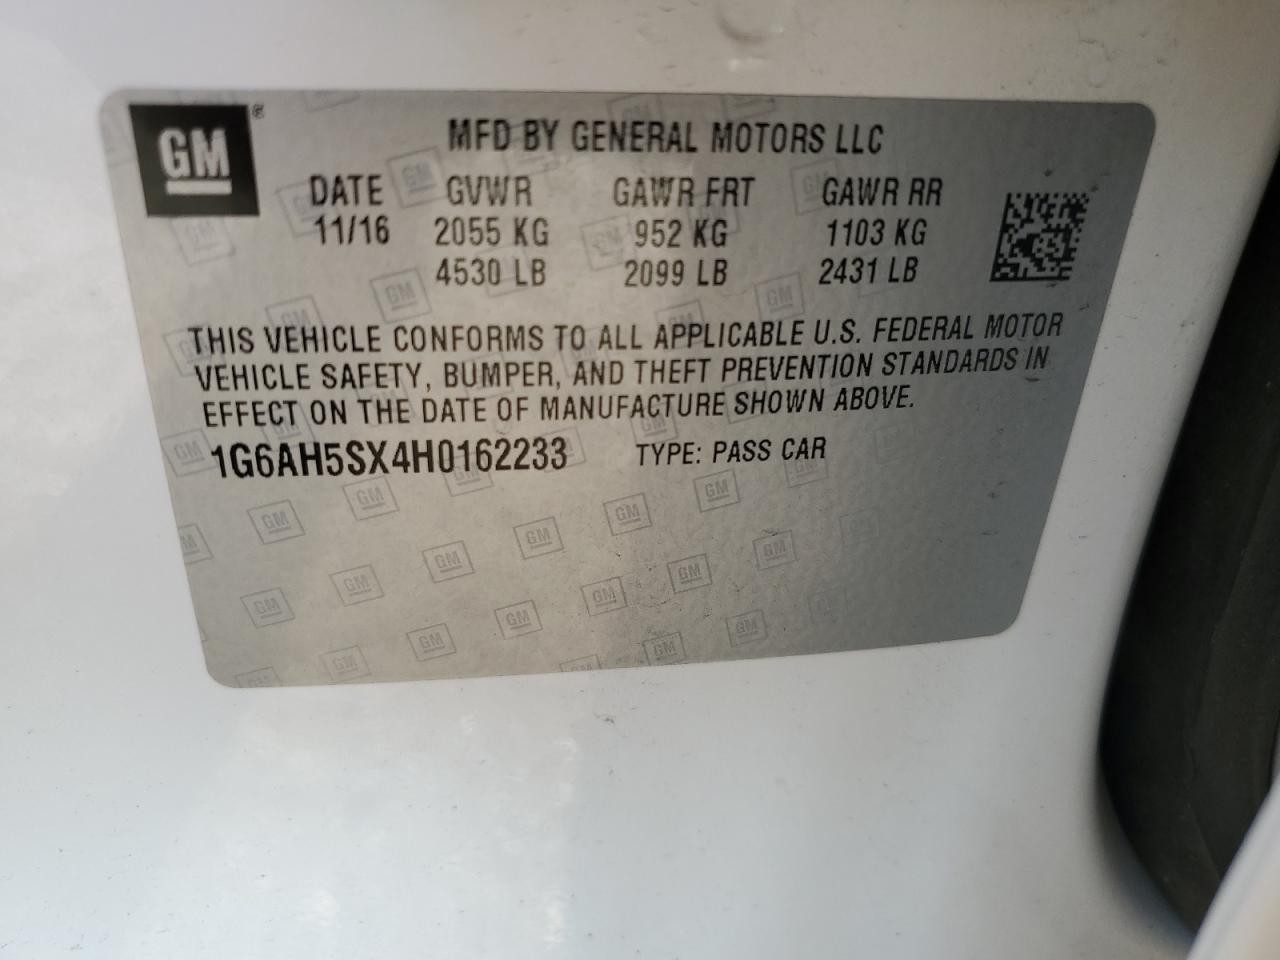 GM
MFD BY GENERAL MOTORS LLC
DATE GVWR GAWR FRT GAWR RR
11/16 2055 KG 952 KG 1103 KG
4530 LB 2099 LB 2431 LB
THIS VEHICLE CONFORMS TO ALL APPLICABLE U.S. FEDERAL MOTOR
VEHICLE SAFETY, BUMPER, AND THEFT PREVENTION STANDARDS IN
EFFECT ON THE DATE OF MANUFACTURE SHOWN ABOVE.
1G6AH5SX4H0162233 TYPE: PASS CAR